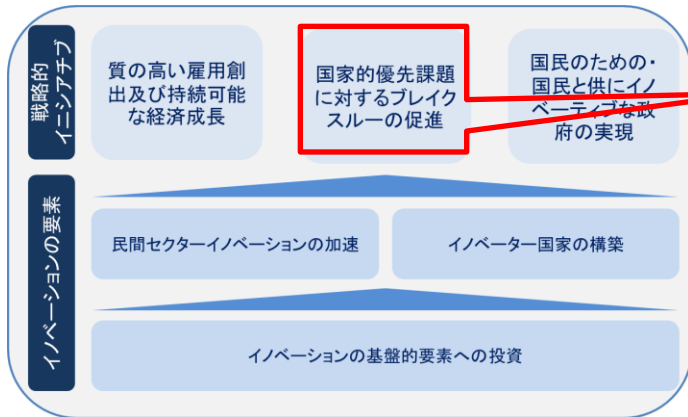 戦略的
イニシアチブ
質の高い雇用創
出及び持続可能
な経済成長
国家的優先課題
に対するブレイク
スルーの促進
国民のための・
国民と供にイノ
ベーティブな政
府の実現
イノベーションの要素
民間セクターイノベーションの加速
イノベーター国家の構築
イノベーションの基盤的要素への投資